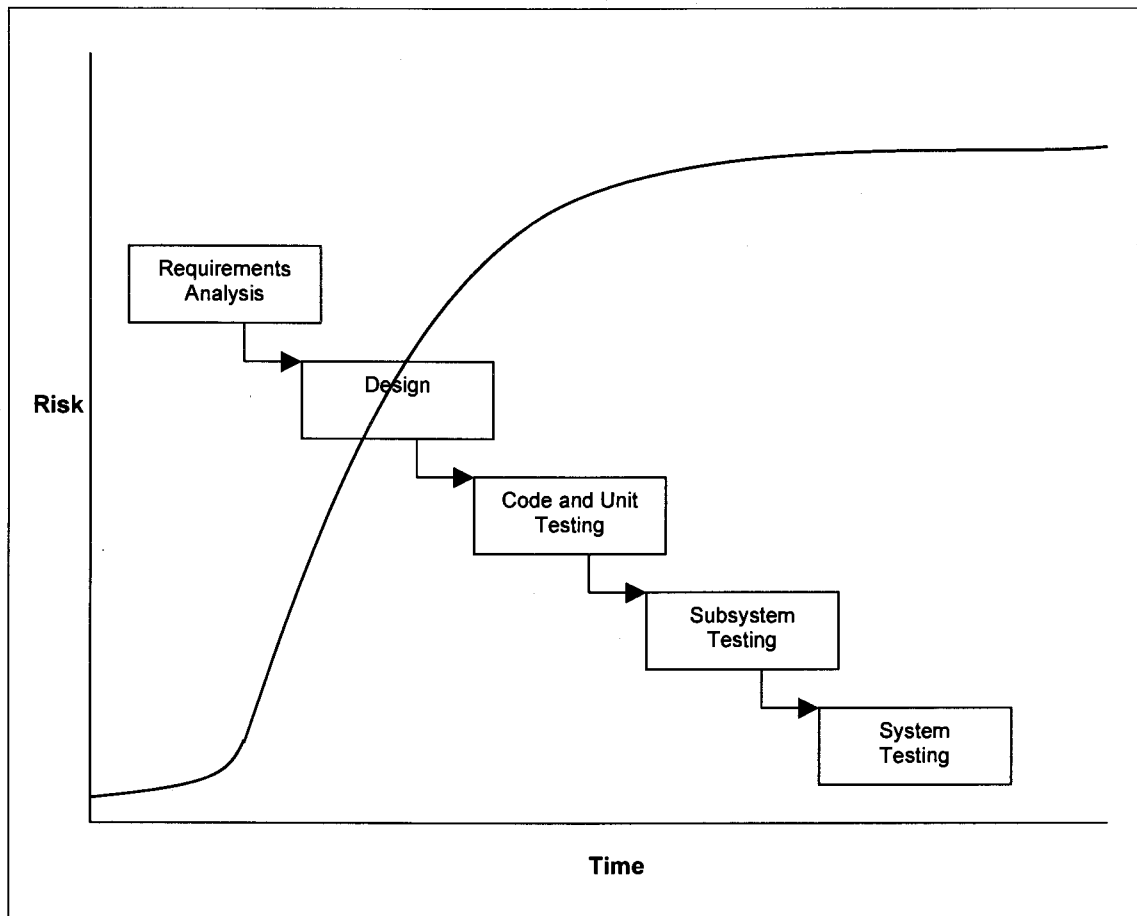 Requirements
Analysis
Design
Risk
Code and Unit
Testing
Subsystem
Testing
System
Testing
Time